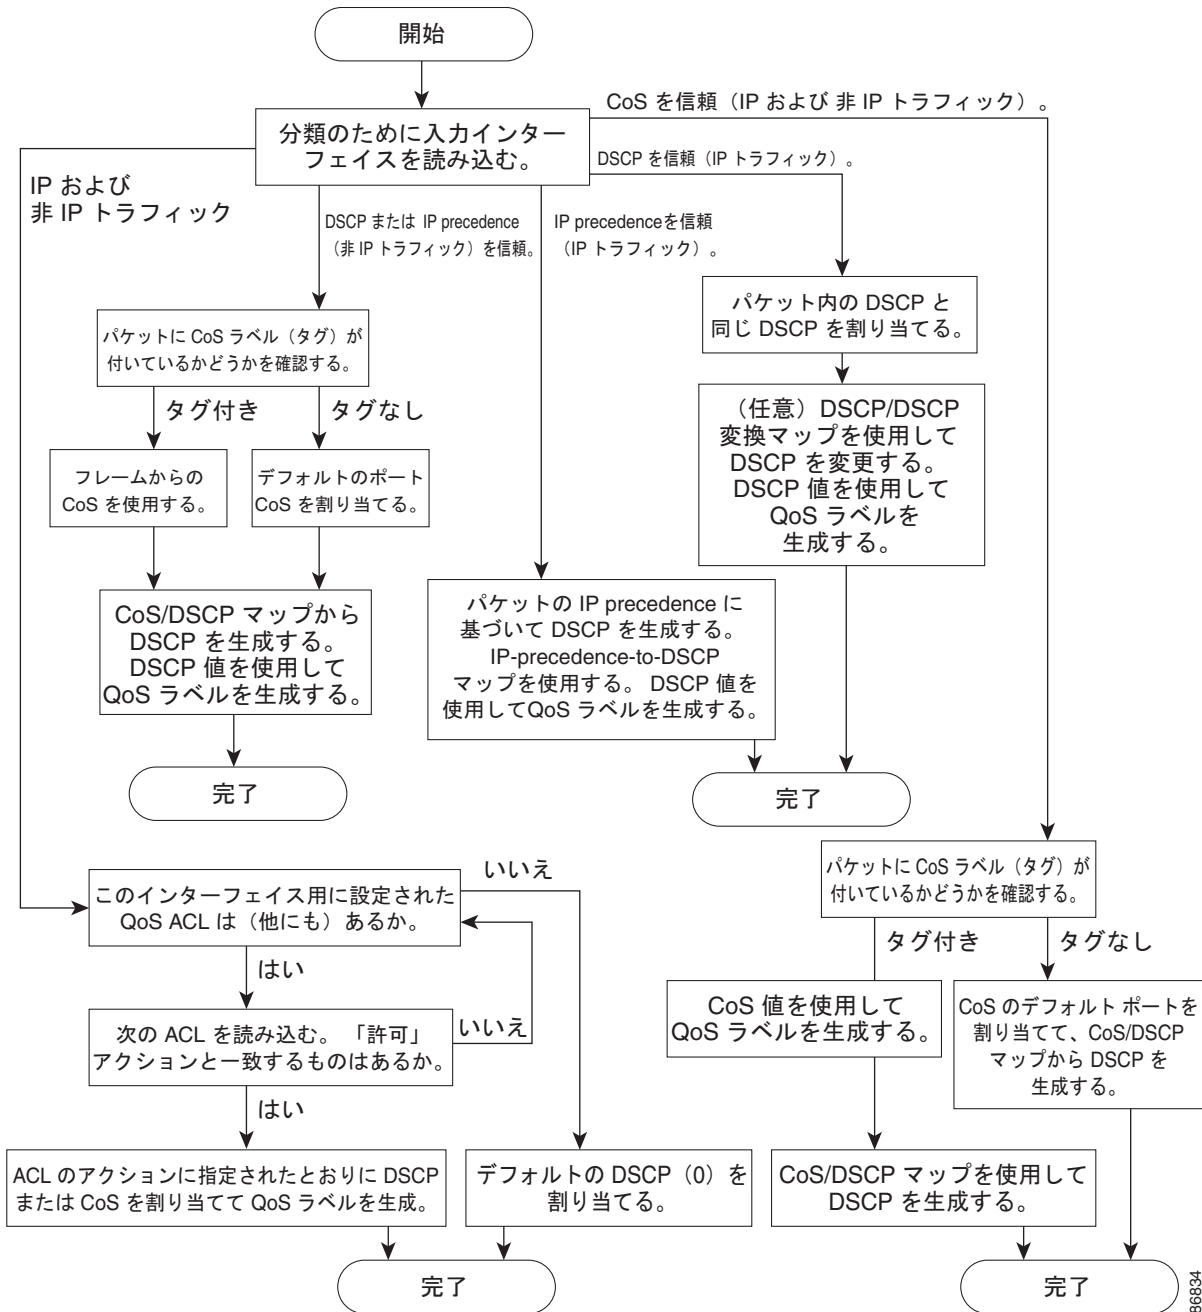 開始
CoS を信頼（IP および 非 IP トラフィック）。
分類のために入力インター
フェイスを読み込む。
DSCP を信頼（IP トラフィック）。
IP および
非 IP トラフィック
DSCP または IP precedence
（非 IP トラフィック）を信頼。
IP precedenceを信頼
（IP トラフィック）。
パケット内の DSCP と
同じ DSCP を割り当てる。
パケットに CoS ラベル（タグ）が
付いているかどうかを確認する。
タグ付き
タグなし
（任意）DSCP/DSCP
変換マップを使用して
DSCP を変更する。
DSCP 値を使用して
QoS ラベルを
生成する。
フレームからの
CoS を使用する。
デフォルトのポート
CoS を割り当てる。
CoS/DSCP マップから
DSCP を生成する。
DSCP 値を使用して
QoS ラベルを生成する。
パケットの IP precedence に
基づいて DSCP を生成する。
IP-precedence-to-DSCP
マップを使用する。 DSCP 値を
使用してQoS ラベルを生成する。
完了
完了
このインターフェイス用に設定された
QoS ACL は（他にも）あるか。
いいえ
パケットに CoS ラベル（タグ）が
付いているかどうかを確認する。
タグ付き
タグなし
はい
次の ACL を読み込む。 「許可」
アクションと一致するものはあるか。
いいえ
CoS 値を使用して
QoS ラベルを生成する。
CoS のデフォルト ポートを
割り当てて、CoS/DSCP
マップから DSCP を
生成する。
はい
ACL のアクションに指定されたとおりに DSCP
または CoS を割り当てて QoS ラベルを生成。
デフォルトの DSCP（0）を
割り当てる。
CoS/DSCP マップを使用して
DSCP を生成する。
完了
完了
86834